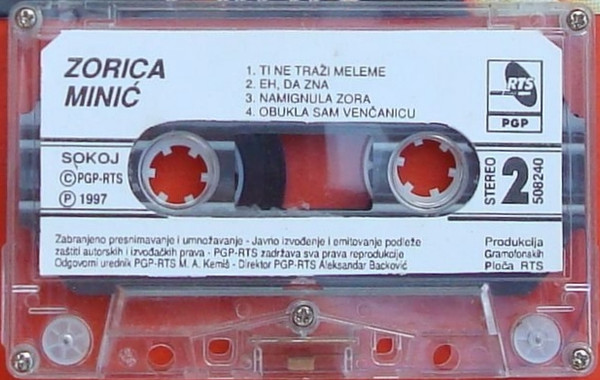 ZORICA
MINIĆ
1. TI NE TRAŽI MELEME
2. EH, DA ZNA
3. NAMIGNULA ZORA
4. OBUKLA SAM VENČANICU
RTS
PGP
SOKOJ
Ⓒ PGP-RTS
Ⓟ 1997
STEREO
2
508240
Zabranjeno presnimavanje i umnožavanje - Javno izvođenje i emitovanje podleže
zaštiti autorskih i izvođačkih prava - PGP-RTS zadržava sva prava reprodukcije
Odgovorni urednik PGP-RTS M. A. Kemiš - Direktor PGP-RTS Aleksandar Backović
Produkcija
Gramofonskih
Ploča RTS